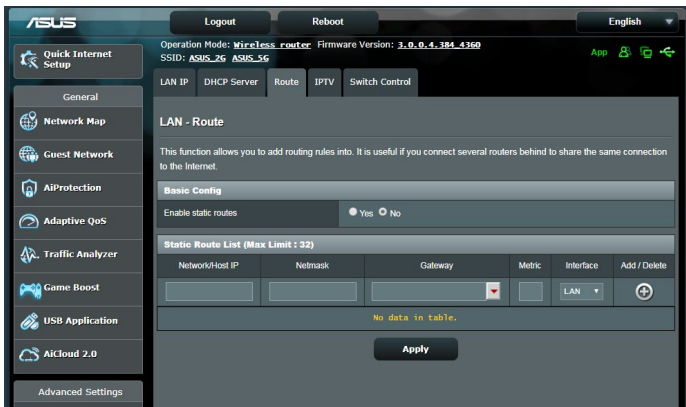 ASUS
Logout
Reboot
English
Quick Internet
Setup
Operation Mode: Wireless router Firmware Version: 3.0.0.4.384_4360
SSID: ASUS_2G ASUS_5G
App
LAN IP DHCP Server Route IPTV Switch Control
General
Network Map
Guest Network
AiProtection
Adaptive QoS
Traffic Analyzer
Game Boost
USB Application
AiCloud 2.0
Advanced Settings
LAN - Route
This function allows you to add routing rules into. It is useful if you connect several routers behind to share the same connection
to the Internet.
Basic Config
Enable static routes Yes No
Static Route List (Max Limit : 32)
Network/Host IP Netmask Gateway Metric Interface Add / Delete
LAN
No data in table.
Apply